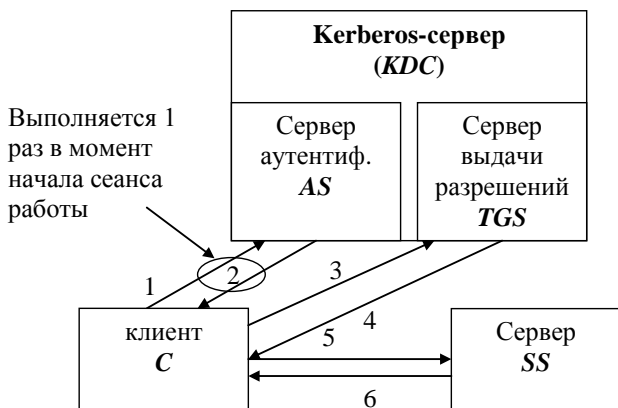 Kerberos-сервер
(KDC)
Выполняется 1
раз в момент
начала сеанса
работы
Сервер
аутентиф.
AS
Сервер
выдачи
разрешений
TGS
1
2
3
4
5
6
клиент
C
Сервер
SS